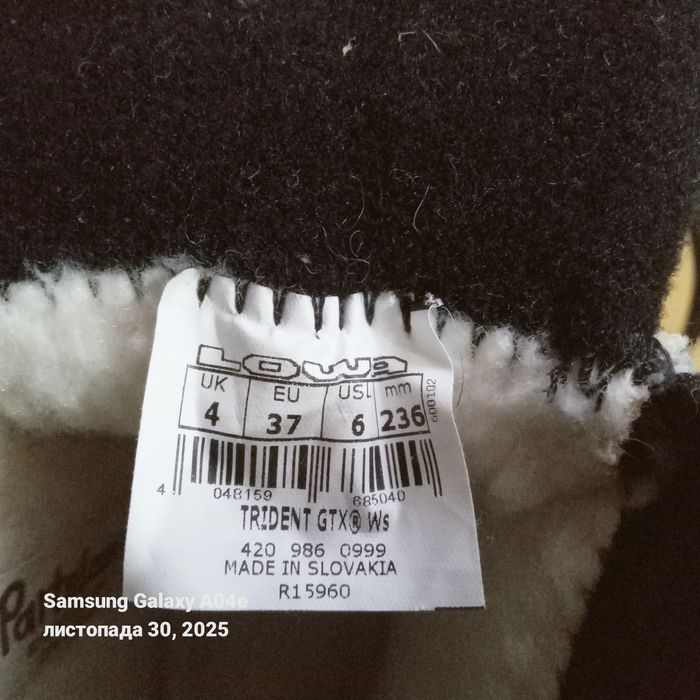 LOWA
UK EU USL mm
4 37 6 236
600102
4 048159 685040
TRIDENT GTX® Ws
420 986 0999
MADE IN SLOVAKIA
R15960
Samsung Galaxy A04e
листопада 30, 2025